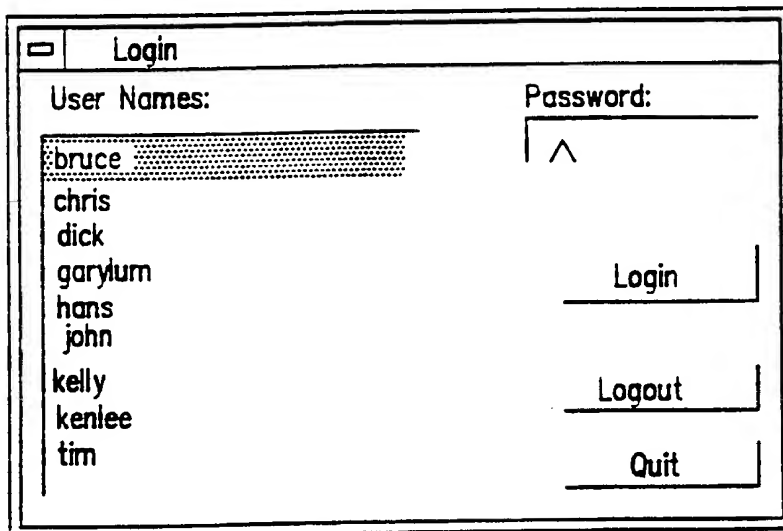 Login
User Names:
bruce
chris
dick
garylum
hans
john
kelly
kenlee
tim
Password:
^
Login
Logout
Quit